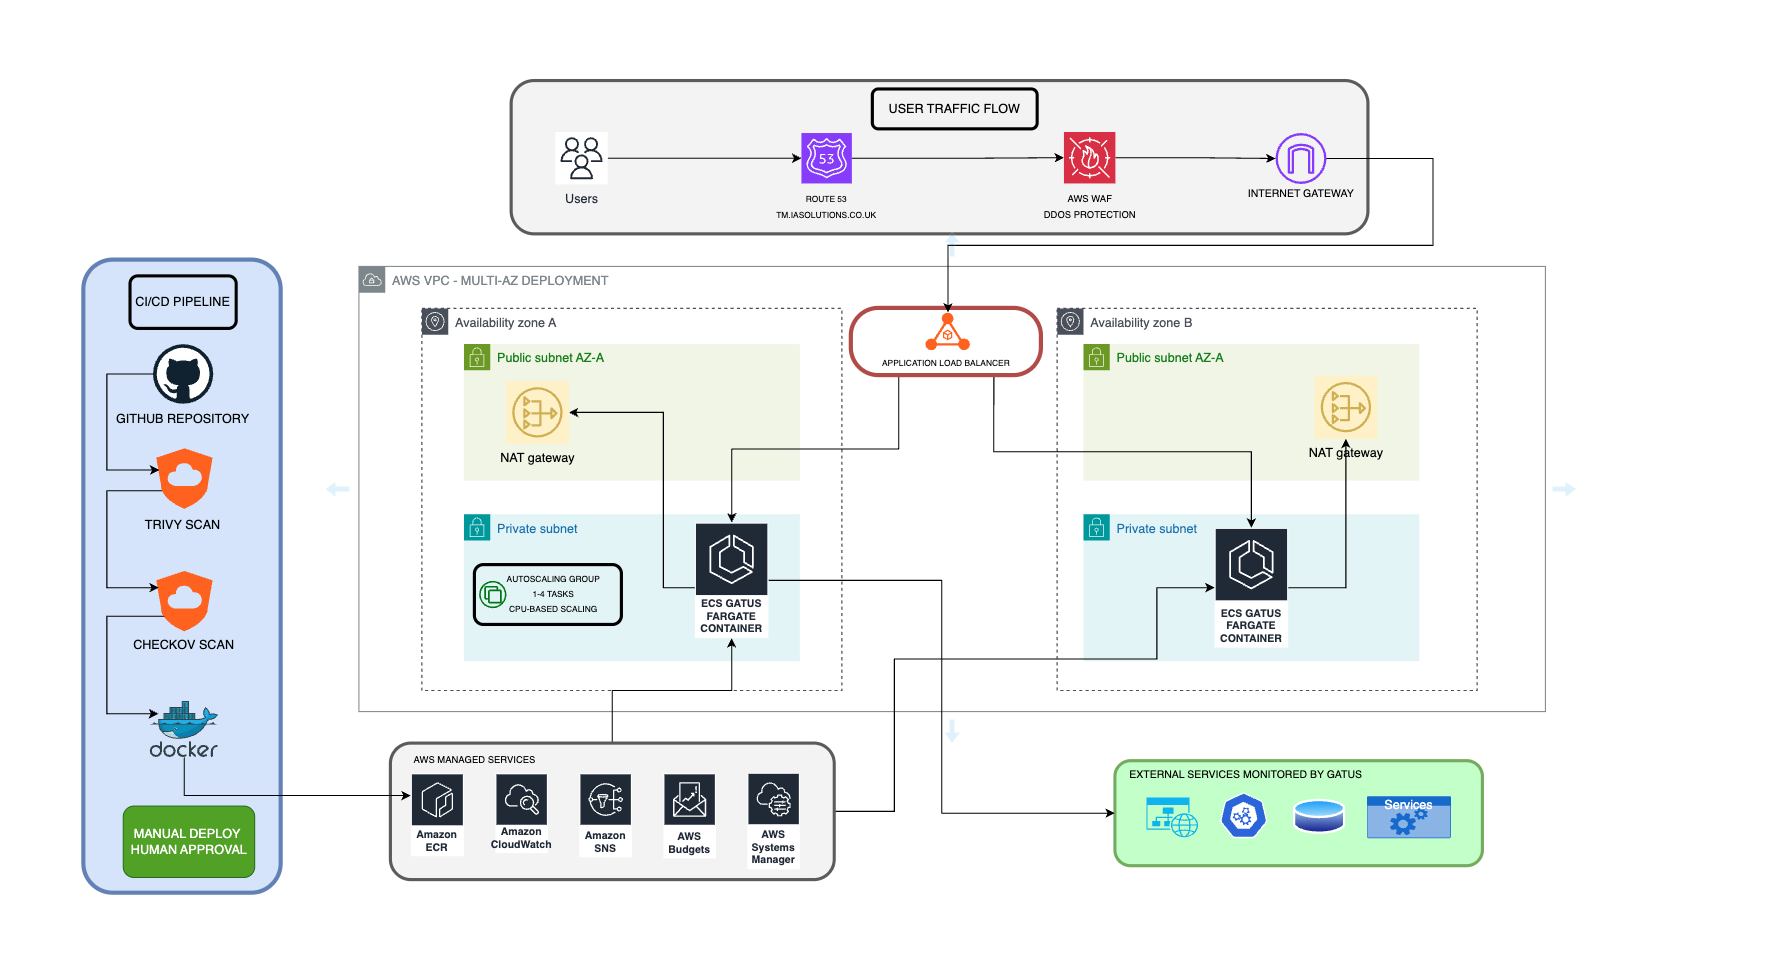 USER TRAFFIC FLOW
Users
53
ROUTE 53
TM.IASOLUTIONS.CO.UK
AWS WAF
DDOS PROTECTION
INTERNET GATEWAY
CI/CD PIPELINE
GITHUB REPOSITORY
TRIVY SCAN
CHECKOV SCAN
docker
MANUAL DEPLOY
HUMAN APPROVAL
AWS VPC - MULTI-AZ DEPLOYMENT
Availability zone A
Public subnet AZ-A
NAT gateway
Private subnet
AUTOSCALING GROUP
1-4 TASKS
CPU-BASED SCALING
ECS GATUS
FARGATE
CONTAINER
APPLICATION LOAD BALANCER
Availability zone B
Public subnet AZ-A
NAT gateway
Private subnet
ECS GATUS
FARGATE
CONTAINER
AWS MANAGED SERVICES
Amazon
ECR
Amazon
CloudWatch
Amazon
SNS
AWS
Budgets
AWS
Systems
Manager
EXTERNAL SERVICES MONITORED BY GATUS
Services